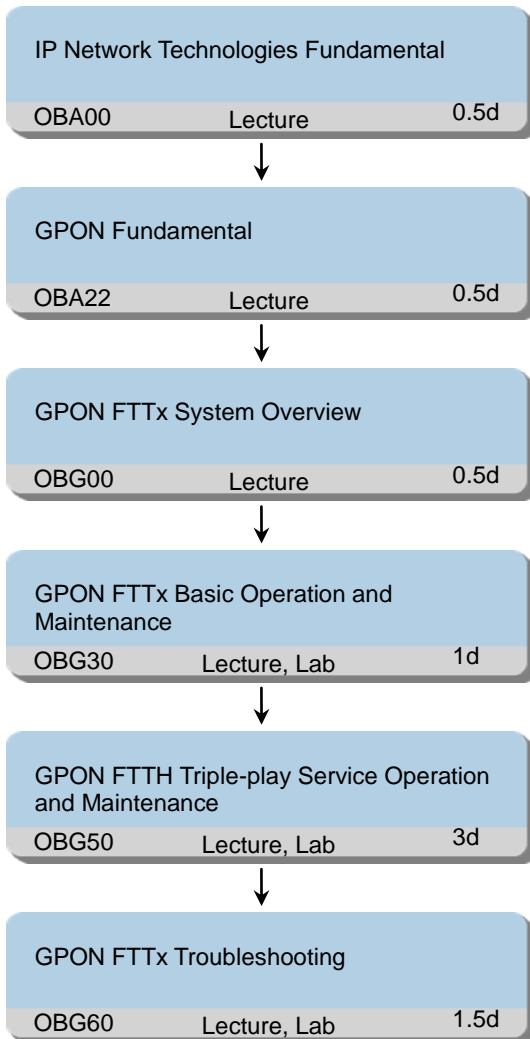 IP Network Technologies Fundamental
OBA00 Lecture 0.5d
GPON Fundamental
OBA22 Lecture 0.5d
GPON FTTx System Overview
OBG00 Lecture 0.5d
GPON FTTx Basic Operation and
Maintenance
OBG30 Lecture, Lab 1d
GPON FTTH Triple-play Service Operation
and Maintenance
OBG50 Lecture, Lab 3d
GPON FTTx Troubleshooting
OBG60 Lecture, Lab 1.5d